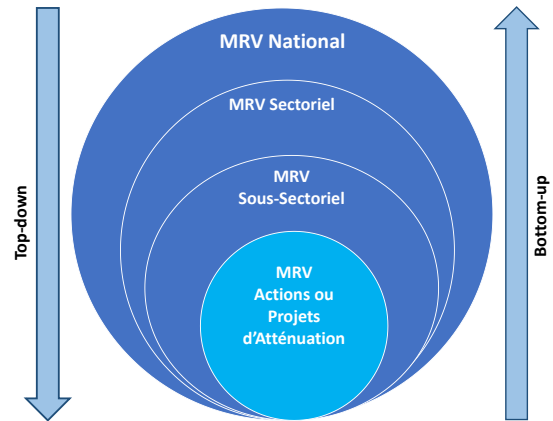 MRV National
MRV Sectoriel
MRV
Sous-Sectoriel
MRV
Actions ou
Projets
d'Atténuation
Top-down
Bottom-up